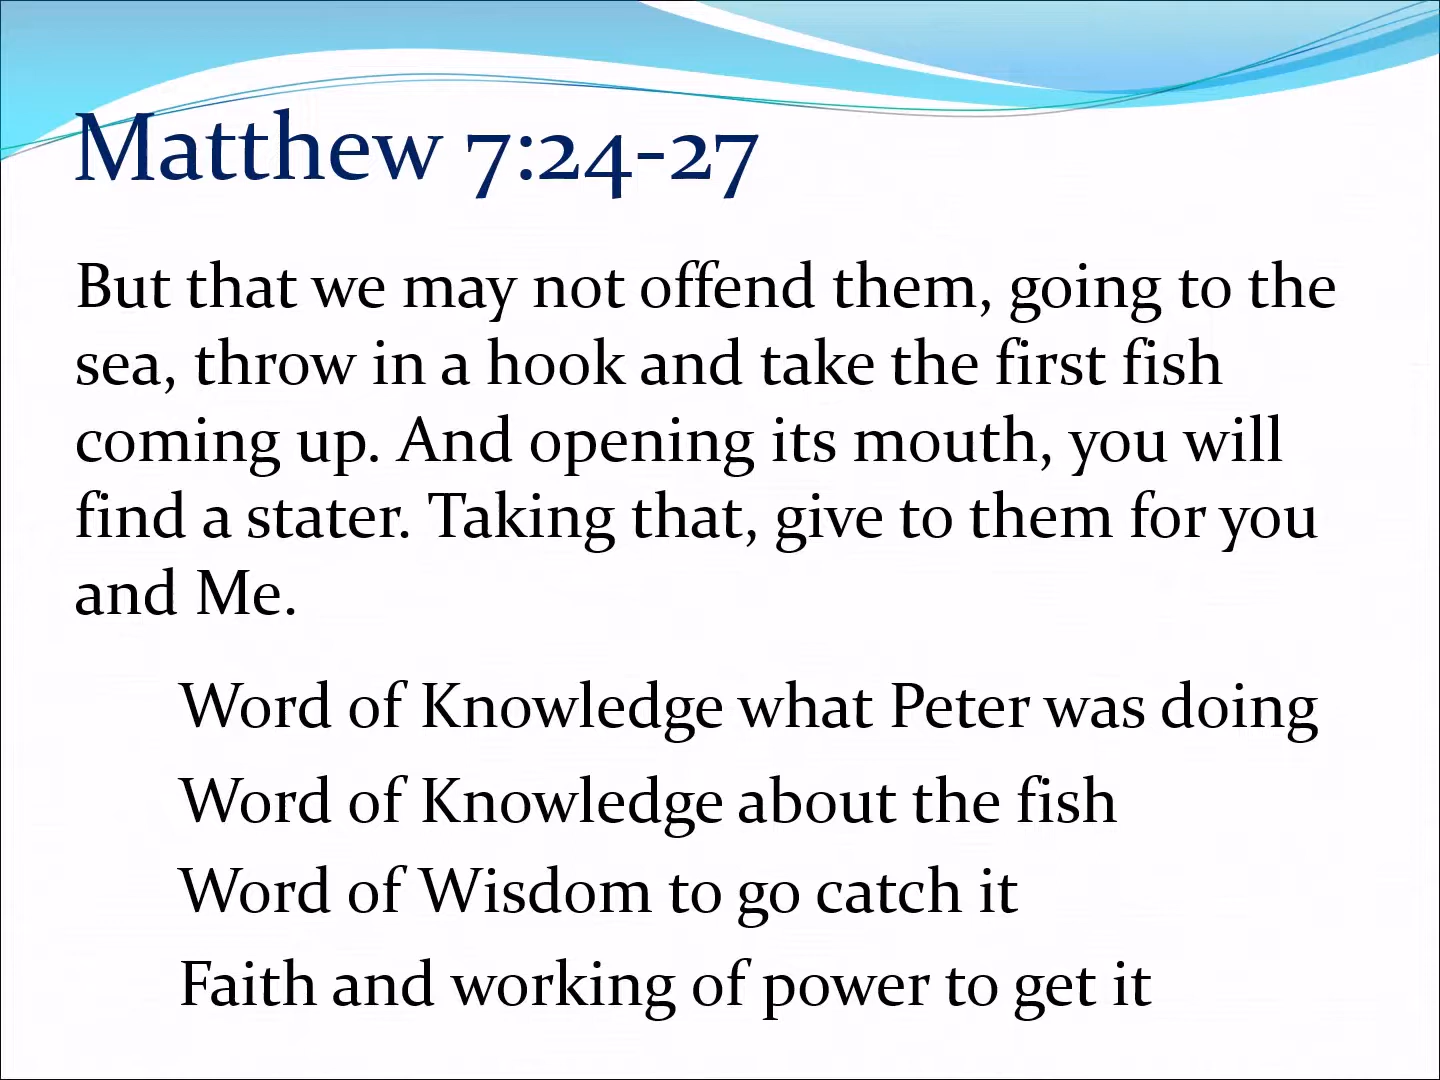 Matthew 7:24-27
But that we may not offend them, going to the
sea, throw in a hook and take the first fish
coming up. And opening its mouth, you will
find a stater. Taking that, give to them for you
and Me.
Word of Knowledge what Peter was doing
Word of Knowledge about the fish
Word of Wisdom to go catch it
Faith and working of power to get it